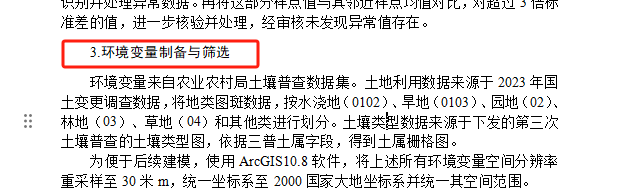 识别并处理异常数据。再将这部分样点值与其邻近样点均值对比，对超过 3 倍标
准差的值，进一步核验并处理，经审核未发现异常值存在。
3.环境变量制备与筛选
环境变量来自农业农村局土壤普查数据集。土地利用数据来源于 2023 年国
土变更调查数据，将地类图斑数据，按水浇地（0102）、旱地（0103）、园地（02）、
林地（03）、草地（04）和其他类进行划分。土壤类型数据来源于下发的第三次
土壤普查的土壤类型图，依据三普土属字段，得到土属栅格图。
为便于后续建模，使用 ArcGIS10.8 软件，将上述所有环境变量空间分辨率
重采样至 30 米 m，统一坐标系至 2000 国家大地坐标系并统一其空间范围。